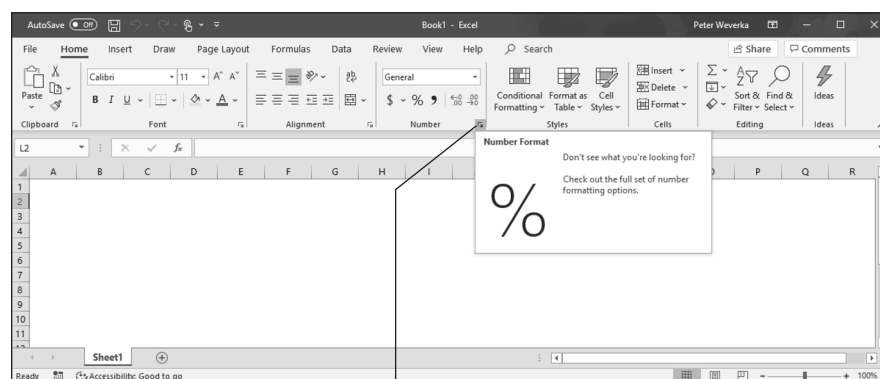 AutoSave Off Book1 - Excel Peter Weverka
File Home Insert Draw Page Layout Formulas Data Review View Help Search Share Comments
Calibri 11 A A ab General Insert Σ
Paste B I U A $ % Conditional Formatting Format as Table Cell Styles Delete Format Sort & Filter Find & Select Ideas
Clipboard Font Alignment Number Styles Cells Editing Ideas
L2 fx
Number Format
Don't see what you're looking for?
Check out the full set of number
formatting options.
%
A B C D E F G H I P Q R
1
2
3
4
5
6
7
8
9
10
11
12
Sheet1
Ready Accessibility: Good to go 100%